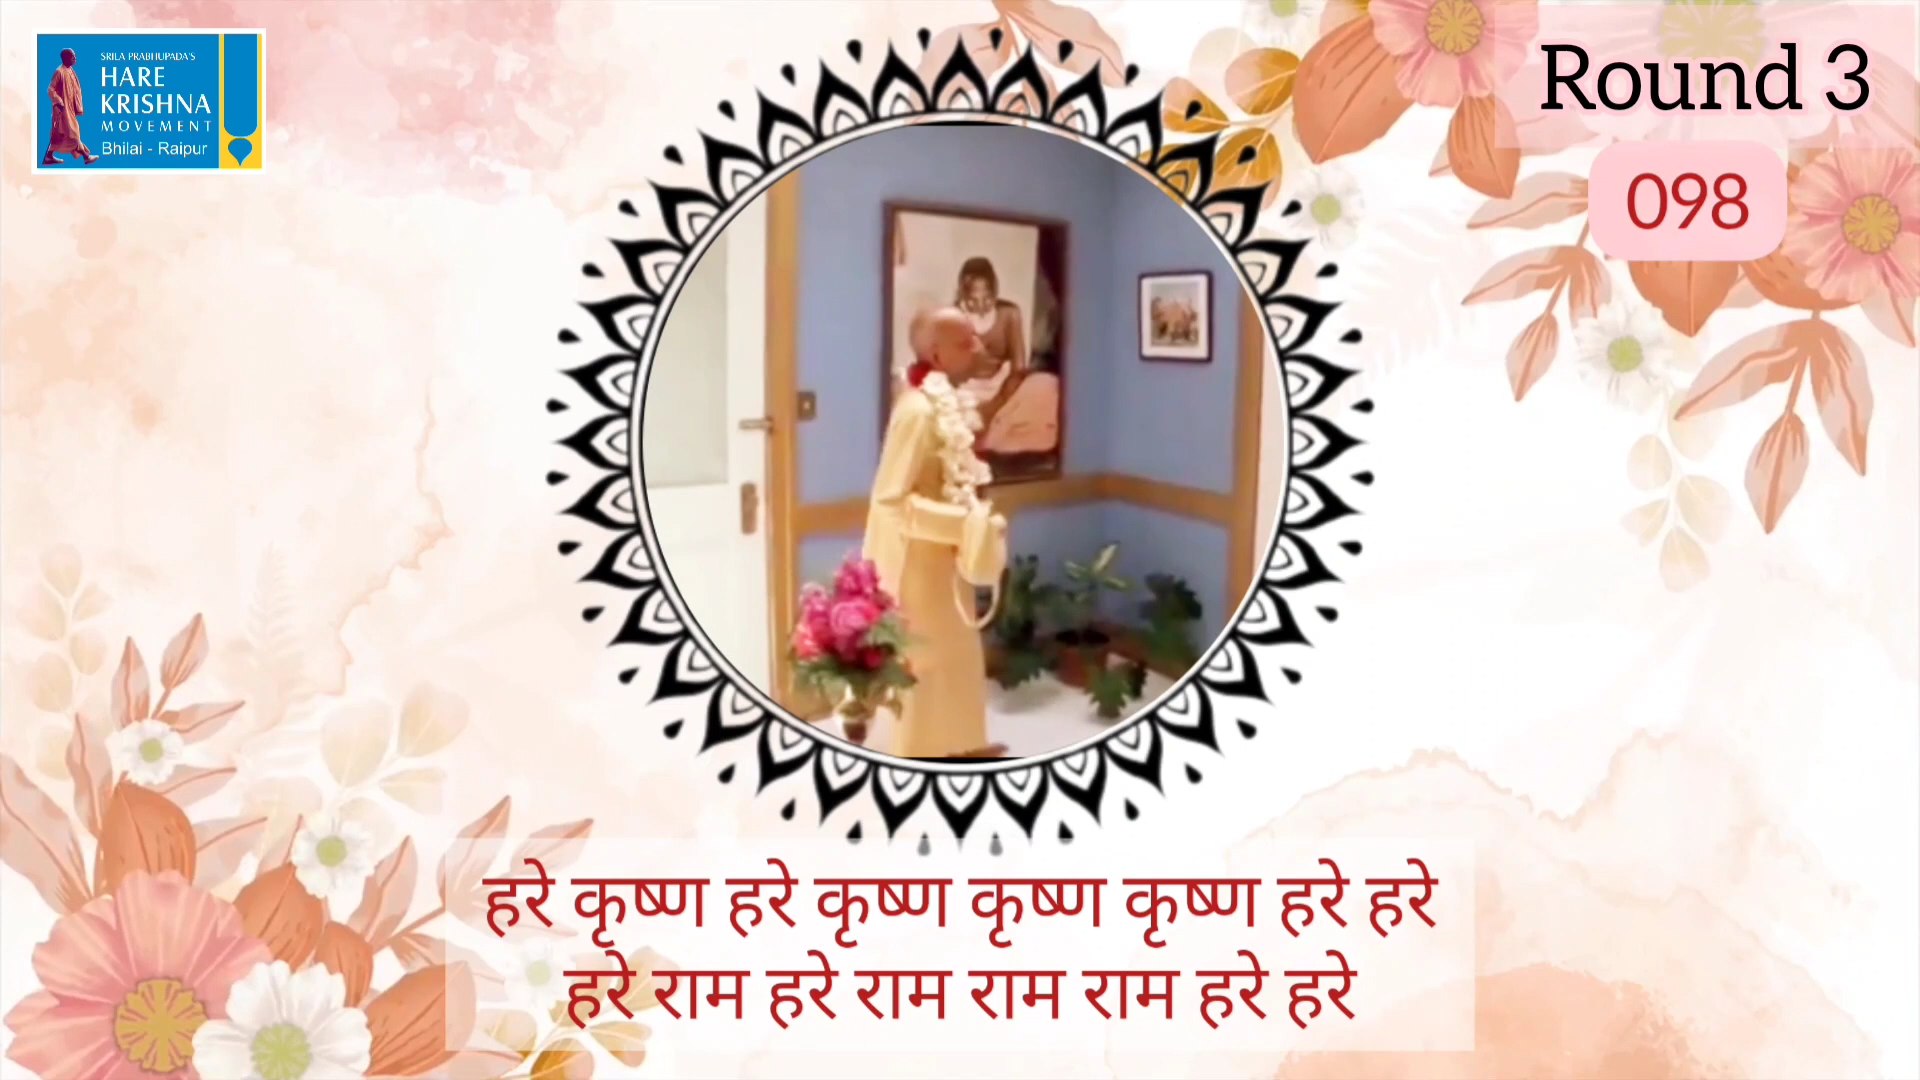 SRILA PRABHUPADA'S
HARE
KRISHNA
MOVEMENT
Bhilai - Raipur
Round 3
098
हरे कृष्ण हरे कृष्ण कृष्ण कृष्ण हरे हरे
हरे राम हरे राम राम राम हरे हरे